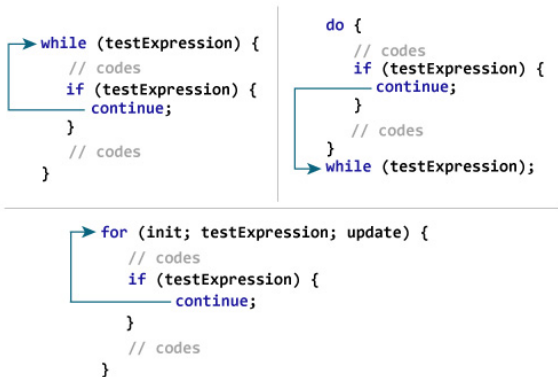 while (testExpression) {
// codes
if (testExpression) {
continue;
}
// codes
}
do {
// codes
if (testExpression) {
continue;
}
// codes
}
while (testExpression);
for (init; testExpression; update) {
// codes
if (testExpression) {
continue;
}
// codes
}